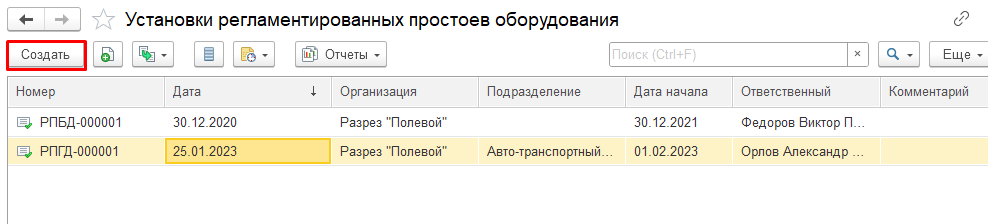 Установки регламентированных простоев оборудования
Создать Отчеты Поиск (Ctrl+F) × Еще
Номер Дата ↓ Организация Подразделение Дата начала Ответственный Комментарий
РПБД-000001 30.12.2020 Разрез "Полевой" 30.12.2021 Федоров Виктор П...
РПГД-000001 25.01.2023 Разрез "Полевой" Авто-транспортный... 01.02.2023 Орлов Александр ...